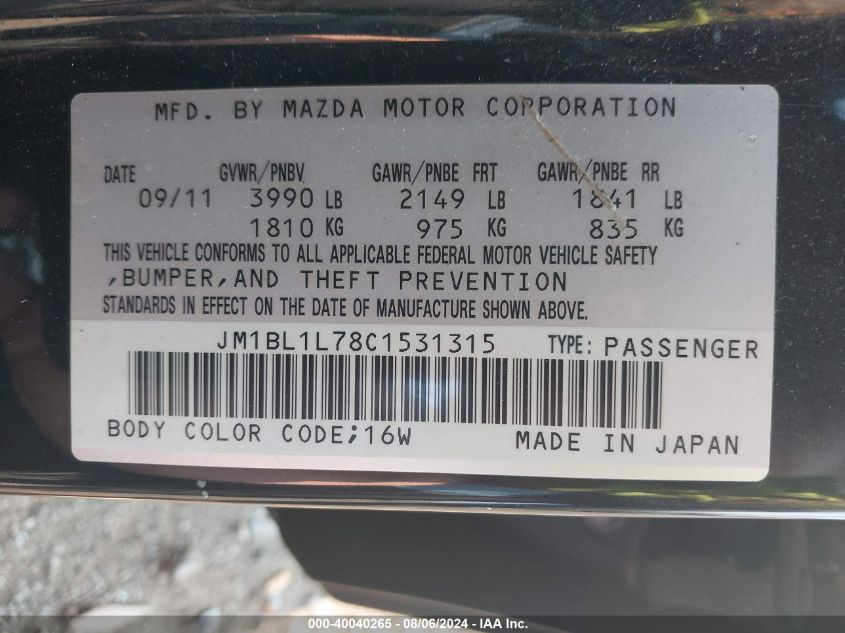 MFD. BY MAZDA MOTOR CORPORATION
DATE GVWR/PNBV GAWR/PNBE FRT GAWR/PNBE RR
09/11 3990 LB 2149 LB 1841 LB
1810 KG 975 KG 835 KG
THIS VEHICLE CONFORMS TO ALL APPLICABLE FEDERAL MOTOR VEHICLE SAFETY
,BUMPER,AND THEFT PREVENTION
STANDARDS IN EFFECT ON THE DATE OF MANUFACTURE SHOWN ABOVE.
JM1BL1L78C1531315 TYPE: PASSENGER
BODY COLOR CODE;16W MADE IN JAPAN
000-40040265 - 08/06/2024 - IAA Inc.